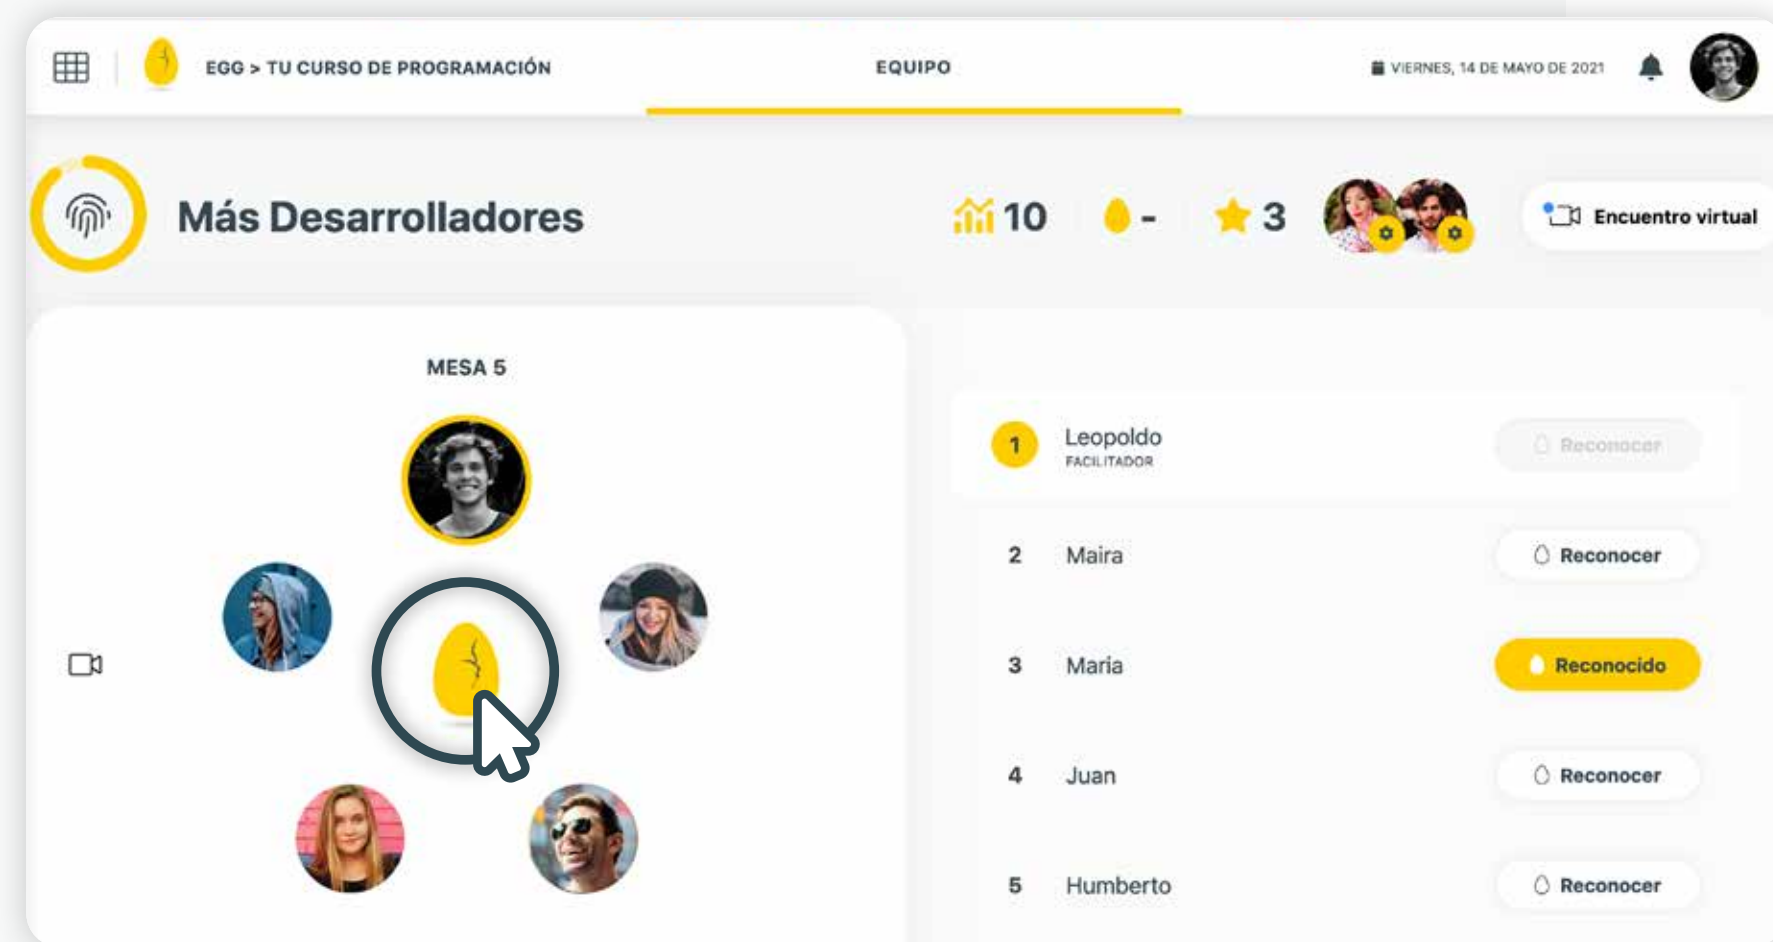 EGG > TU CURSO DE PROGRAMACIÓN
EQUIPO
VIERNES, 14 DE MAYO DE 2021
Más Desarrolladores
10
-
3
Encuentro virtual
MESA 5
1
Leopoldo
FACILITADOR
Reconocer
2
Maira
Reconocer
3
Maria
Reconocido
4
Juan
Reconocer
5
Humberto
Reconocer